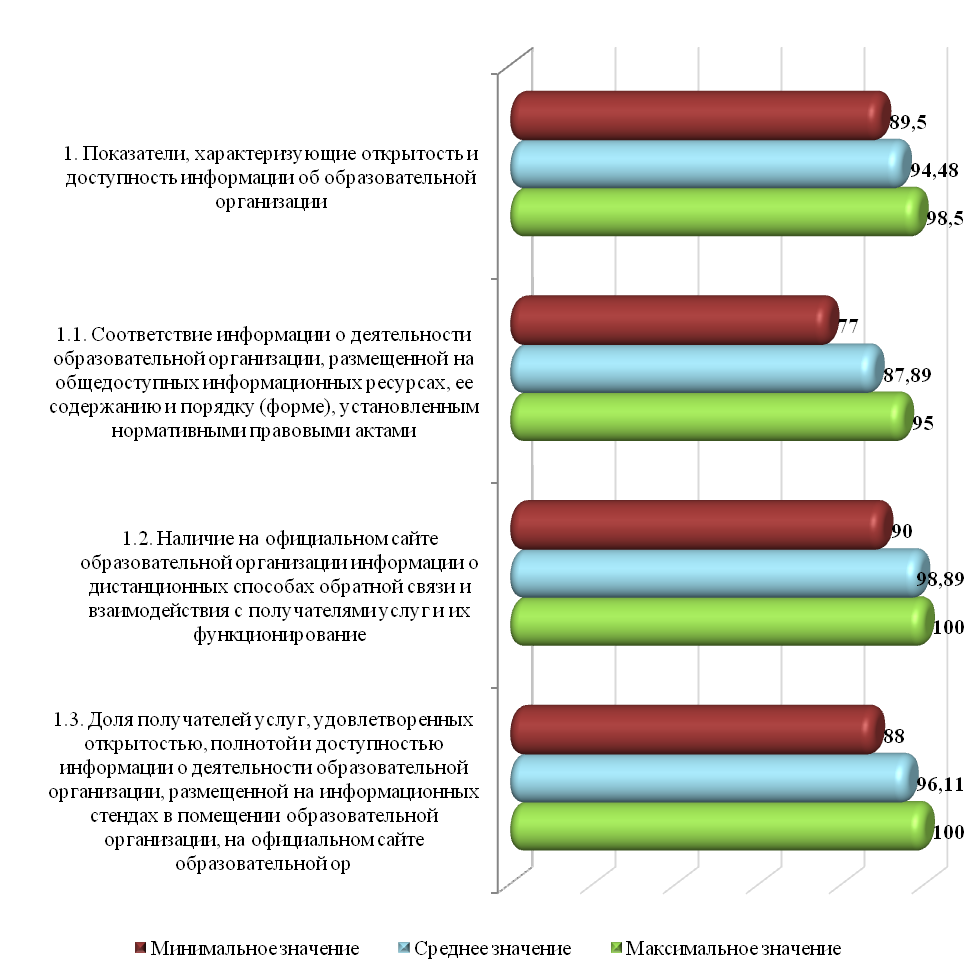 1. Показатели, характеризующие открытость и
доступность информации об образовательной
организации
89,5
94,48
98,5
1.1. Соответствие информации о деятельности
образовательной организации, размещенной на
общедоступных информационных ресурсах, ее
содержанию и порядку (форме), установленным
нормативными правовыми актами
77
87,89
95
1.2. Наличие на официальном сайте
образовательной организации информации о
дистанционных способах обратной связи и
взаимодействия с получателями услуг и их
функционирование
90
98,89
100
1.3. Доля получателей услуг, удовлетворенных
открытостью, полнотой и доступностью
информации о деятельности образовательной
организации, размещенной на информационных
стендах в помещении образовательной
организации, на официальном сайте
образовательной ор
88
96,11
100
Минимальное значение
Среднее значение
Максимальное значение